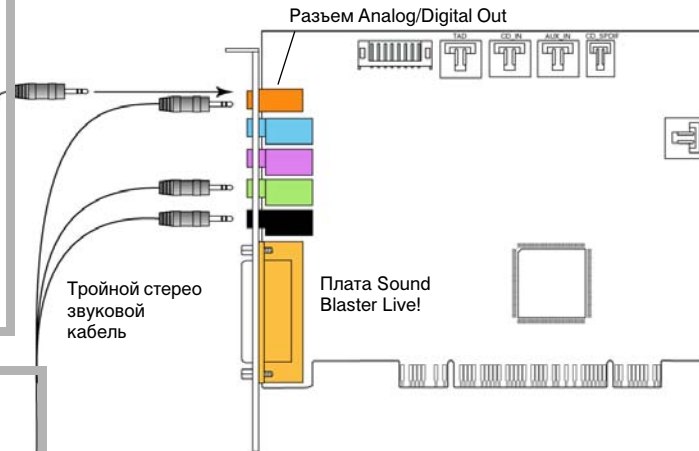 Разъем Analog/Digital Out
TAD
CD_IN
AUX_IN
CD_SPDIF
Тройной стерео
звуковой
кабель
Плата Sound
Blaster Live!